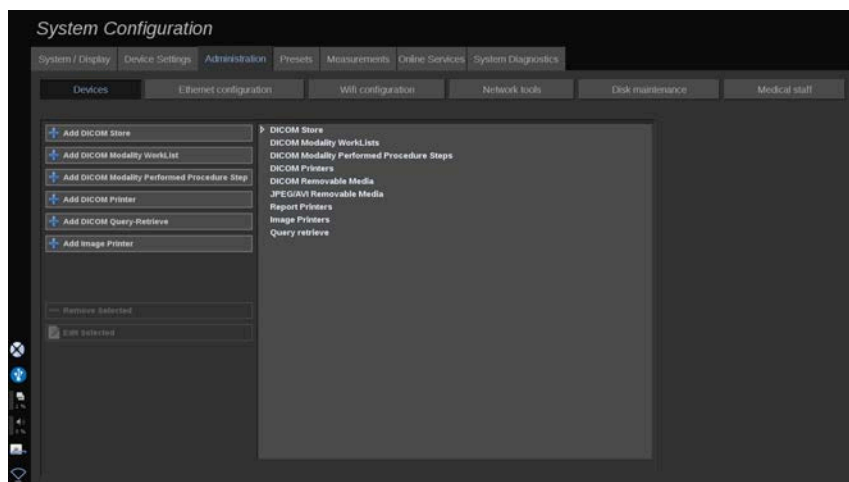 System Configuration
System / Display Device Settings Administration Presets Measurements Online Services System Diagnostics
Devices Ethernet configuration Wifi configuration Network tools Disk maintenance Medical staff
Add DICOM Store
Add DICOM Modality WorkList
Add DICOM Modality Performed Procedure Step
Add DICOM Printer
Add DICOM Query-Retrieve
Add Image Printer
Remove Selected
Edit Selected
DICOM Store
DICOM Modality WorkLists
DICOM Modality Performed Procedure Steps
DICOM Printers
DICOM Removable Media
JPEG/AVI Removable Media
Report Printers
Image Printers
Query retrieve